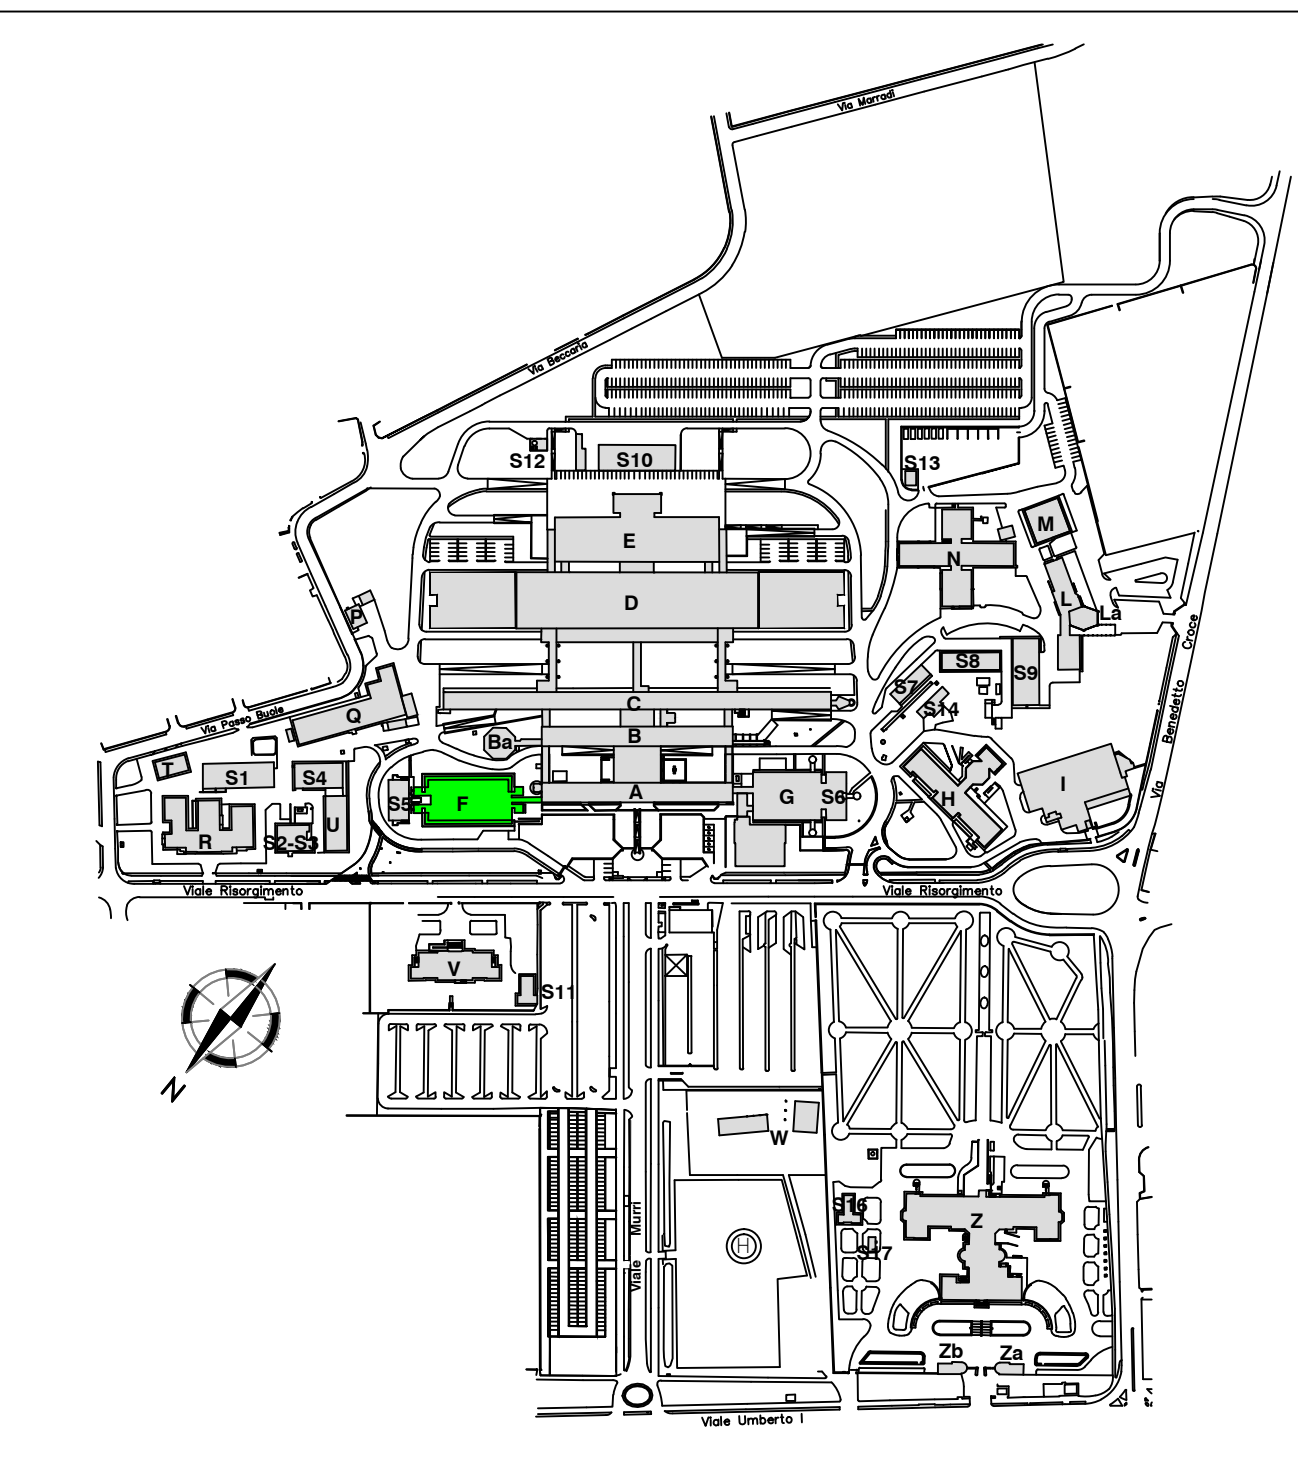 Via Marradi
Via Beccaria
S12
S10
S13
E
M
N
D
L
La
P
S8
S9
S7
S14
Via Benedetto Croce
C
Q
Via Passo Buole
B
Ba
T
S1
S4
S5
F
A
G
S6
H
I
R
S2-S3
U
Viale Risorgimento
Viale Risorgimento
V
S11
N
W
S16
Z
S17
H
Viale Murri
Zb
Za
Viale Umberto I